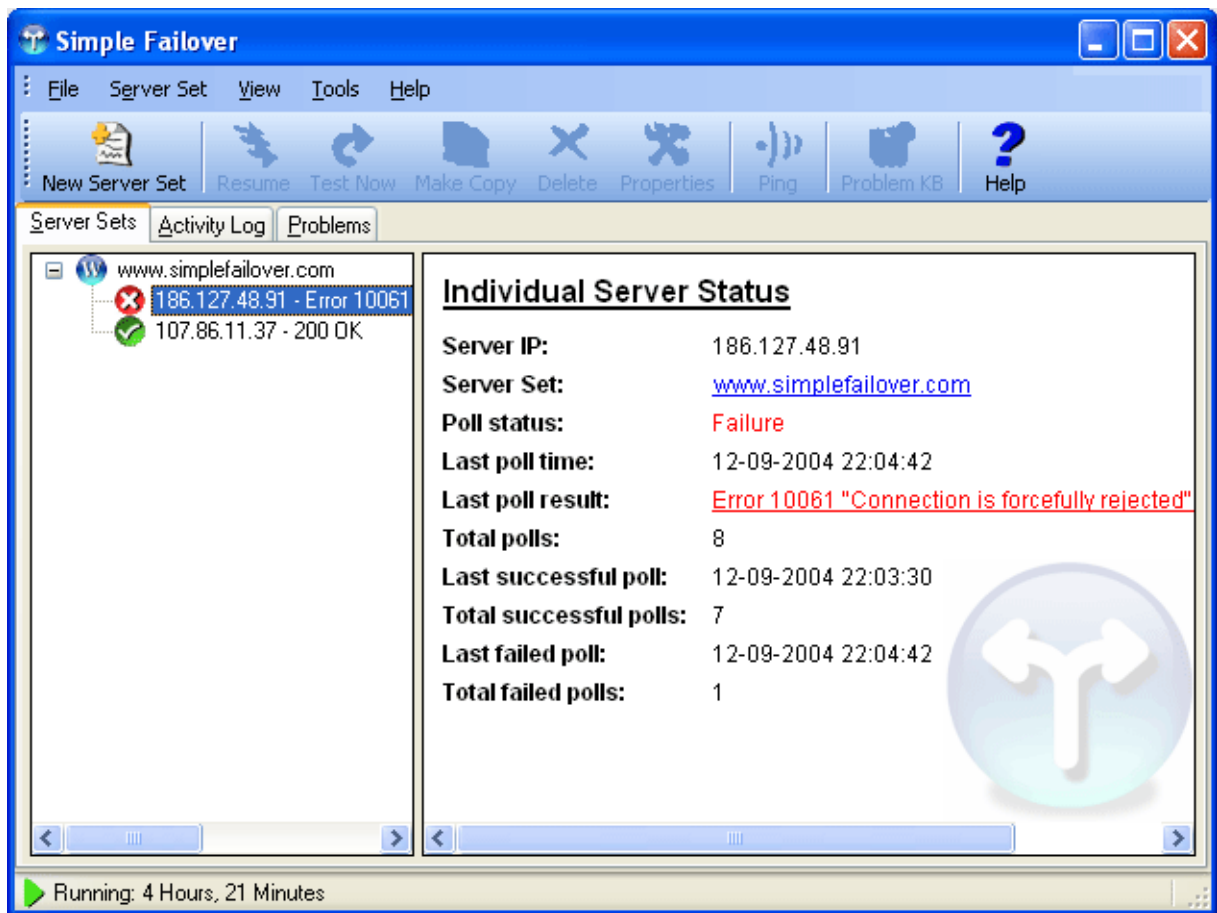 Simple Failover
File Server Set View Tools Help
New Server Set Resume Test Now Make Copy Delete Properties Ping Problem KB Help
Server Sets Activity Log Problems
www.simplefailover.com
186.127.48.91 - Error 10061
107.86.11.37 - 200 OK
Individual Server Status
Server IP: 186.127.48.91
Server Set: www.simplefailover.com
Poll status: Failure
Last poll time: 12-09-2004 22:04:42
Last poll result: Error 10061 "Connection is forcefully rejected"
Total polls: 8
Last successful poll: 12-09-2004 22:03:30
Total successful polls: 7
Last failed poll: 12-09-2004 22:04:42
Total failed polls: 1
Running: 4 Hours, 21 Minutes